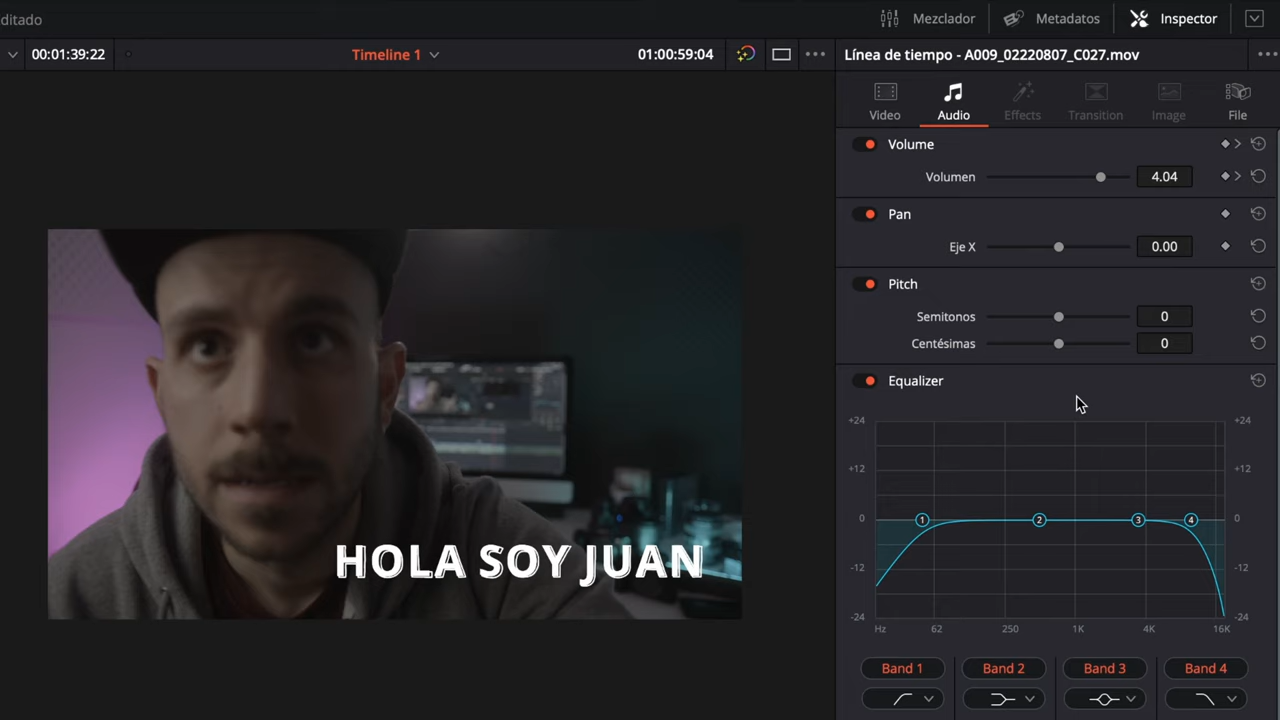 ditado
Mezclador
Metadatos
Inspector
00:01:39:22
Timeline 1
01:00:59:04
Línea de tiempo - A009_02220807_C027.mov
Video
Audio
Effects
Transition
Image
File
Volume
Volumen 4.04
Pan
Eje X 0.00
Pitch
Semitonos 0
Centésimas 0
Equalizer
+24 +24
+12 +12
0 1 2 3 4 0
-12 -12
-24 -24
Hz 62 250 1K 4K 16K
Band 1 Band 2 Band 3 Band 4
HOLA SOY JUAN